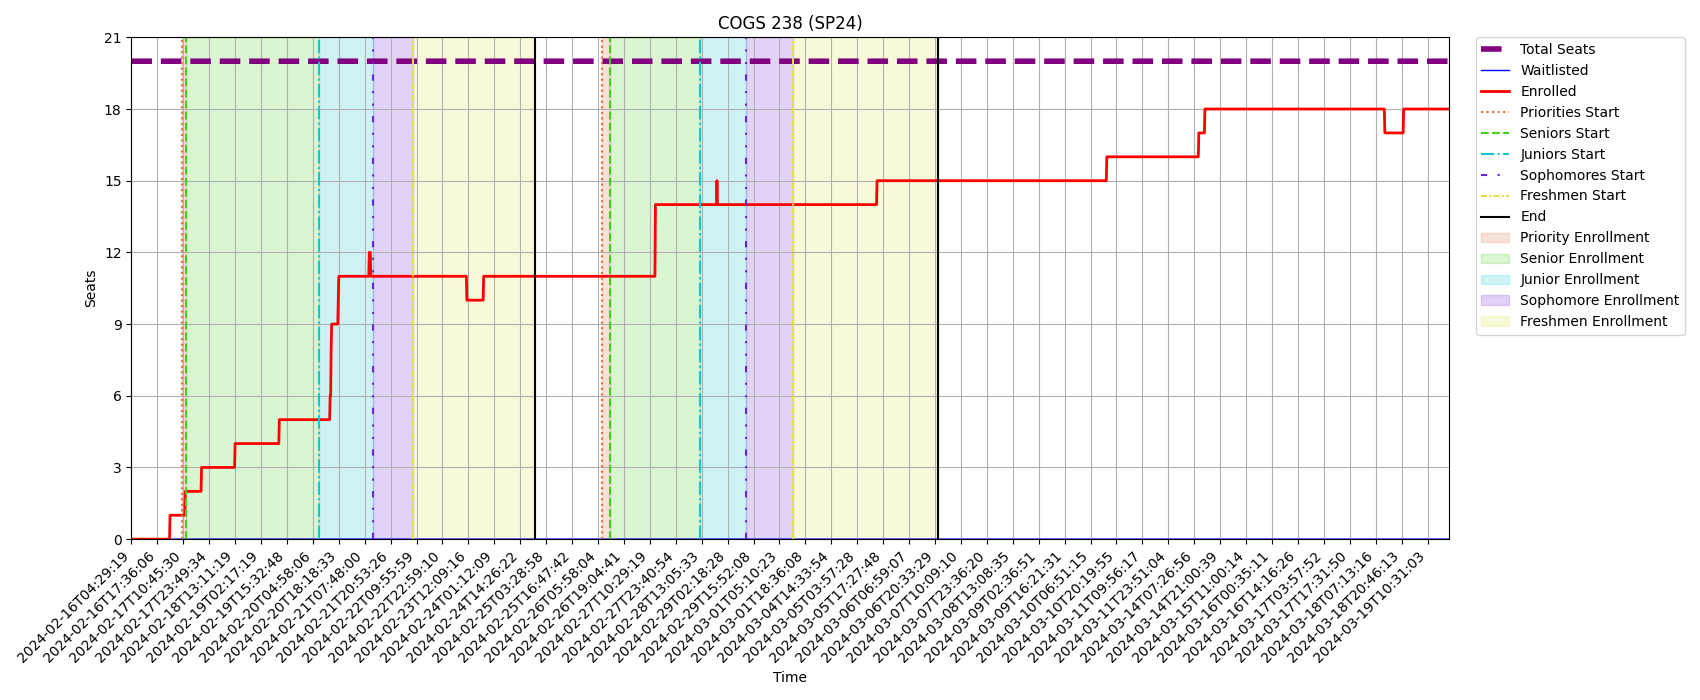 COGS 238 (SP24)
21
18
15
12
9
6
3
0
Seats
2024-02-16T04:29:19
2024-02-16T17:36:06
2024-02-17T10:45:30
2024-02-17T23:49:34
2024-02-18T13:11:19
2024-02-19T02:17:19
2024-02-19T15:32:48
2024-02-20T04:58:06
2024-02-20T18:18:33
2024-02-21T07:48:00
2024-02-21T20:53:26
2024-02-22T09:55:59
2024-02-22T22:59:10
2024-02-23T12:09:16
2024-02-24T01:12:09
2024-02-24T14:26:22
2024-02-25T03:28:58
2024-02-25T16:47:42
2024-02-26T05:58:04
2024-02-26T19:04:41
2024-02-27T10:29:19
2024-02-27T23:40:54
2024-02-28T13:05:33
2024-02-29T02:18:28
2024-02-29T15:52:08
2024-03-01T05:10:23
2024-03-01T18:36:08
2024-03-04T14:33:54
2024-03-05T03:57:28
2024-03-05T17:27:48
2024-03-06T06:59:07
2024-03-06T20:33:29
2024-03-07T10:09:10
2024-03-07T23:36:20
2024-03-08T13:08:35
2024-03-09T02:36:51
2024-03-09T16:21:31
2024-03-10T06:51:15
2024-03-10T20:19:55
2024-03-11T09:56:17
2024-03-11T23:51:04
2024-03-14T07:26:56
2024-03-14T21:00:39
2024-03-15T11:00:14
2024-03-16T00:35:11
2024-03-16T14:16:26
2024-03-17T03:57:52
2024-03-17T17:31:50
2024-03-18T07:13:16
2024-03-18T20:46:13
2024-03-19T10:31:03
Time
Total Seats
Waitlisted
Enrolled
Priorities Start
Seniors Start
Juniors Start
Sophomores Start
Freshmen Start
End
Priority Enrollment
Senior Enrollment
Junior Enrollment
Sophomore Enrollment
Freshmen Enrollment